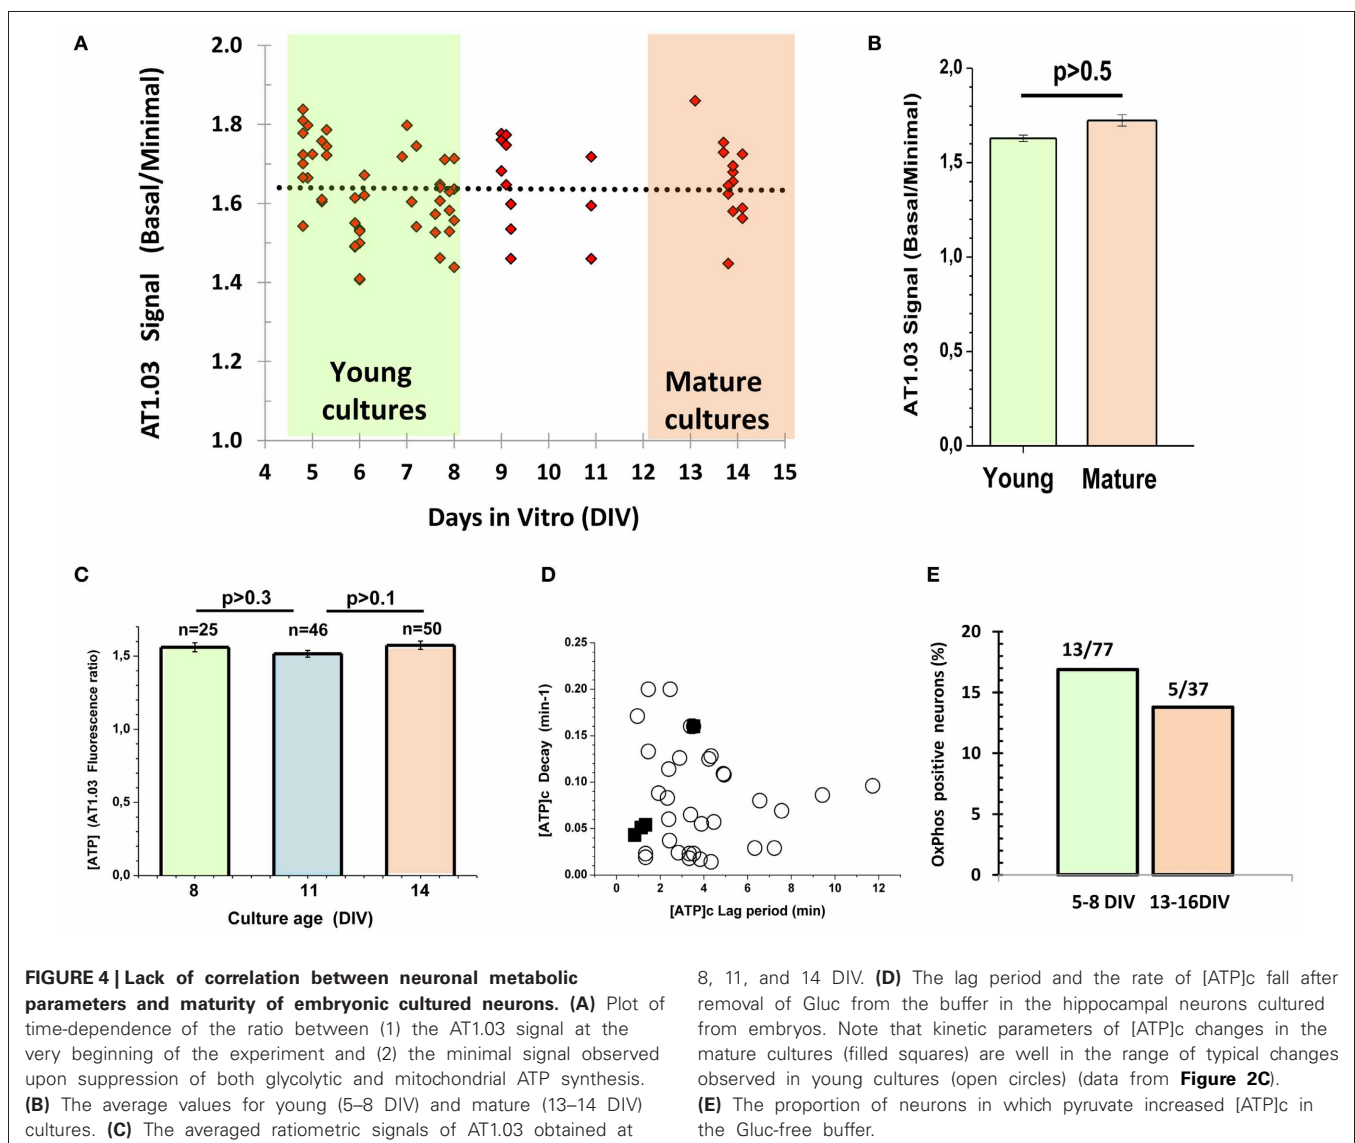 A
AT1.03 Signal (Basal/Minimal)
2.0
1.8
1.6
1.4
1.2
1.0
Young
cultures
Mature
cultures
4 5 6 7 8 9 10 11 12 13 14 15
Days in Vitro (DIV)
B
AT1.03 Signal (Basal/Minimal)
2,0
1,5
1,0
0,5
0,0
p>0.5
Young Mature
C
[ATP] (AT1.03 Fluorescence ratio)
p>0.3 p>0.1
n=25 n=46 n=50
1,5
1,0
0,5
0,0
8 11 14
Culture age (DIV)
D
[ATP]c Decay (min-1)
0.25
0.20
0.15
0.10
0.05
0.00
0 2 4 6 8 10 12
[ATP]c Lag period (min)
E
OxPhos positive neurons (%)
20
15
10
5
0
13/77
5/37
5-8 DIV 13-16DIV
FIGURE 4 | Lack of correlation between neuronal metabolic
parameters and maturity of embryonic cultured neurons. (A) Plot of
time-dependence of the ratio between (1) the AT1.03 signal at the
very beginning of the experiment and (2) the minimal signal observed
upon suppression of both glycolytic and mitochondrial ATP synthesis.
(B) The average values for young (5–8 DIV) and mature (13–14 DIV)
cultures. (C) The averaged ratiometric signals of AT1.03 obtained at
8, 11, and 14 DIV. (D) The lag period and the rate of [ATP]c fall after
removal of Gluc from the buffer in the hippocampal neurons cultured
from embryos. Note that kinetic parameters of [ATP]c changes in the
mature cultures (filled squares) are well in the range of typical changes
observed in young cultures (open circles) (data from Figure 2C).
(E) The proportion of neurons in which pyruvate increased [ATP]c in
the Gluc-free buffer.